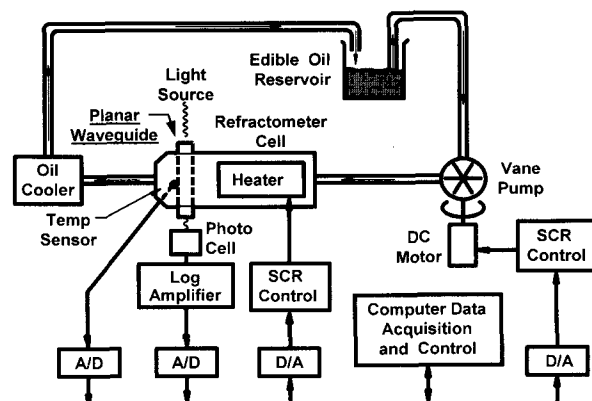 Edible Oil
Reservoir
Light
Source
Planar
Waveguide
Refractometer
Cell
Oil
Cooler
Heater
Vane
Pump
Temp
Sensor
Photo
Cell
DC
Motor
SCR
Control
Log
Amplifier
SCR
Control
Computer Data
Acquisition
and Control
A/D
A/D
D/A
D/A